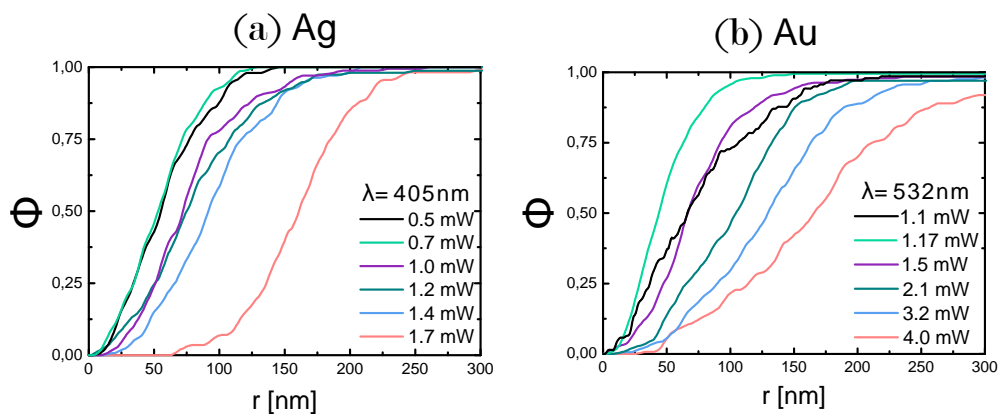 (a) Ag
1,00
0,75
0,50
0,25
0,00
Φ
0 50 100 150 200 250 300
r [nm]
λ= 405nm
0.5 mW
0.7 mW
1.0 mW
1.2 mW
1.4 mW
1.7 mW
(b) Au
1,00
0,75
0,50
0,25
0,00
Φ
0 50 100 150 200 250 300
r [nm]
λ= 532nm
1.1 mW
1.17 mW
1.5 mW
2.1 mW
3.2 mW
4.0 mW